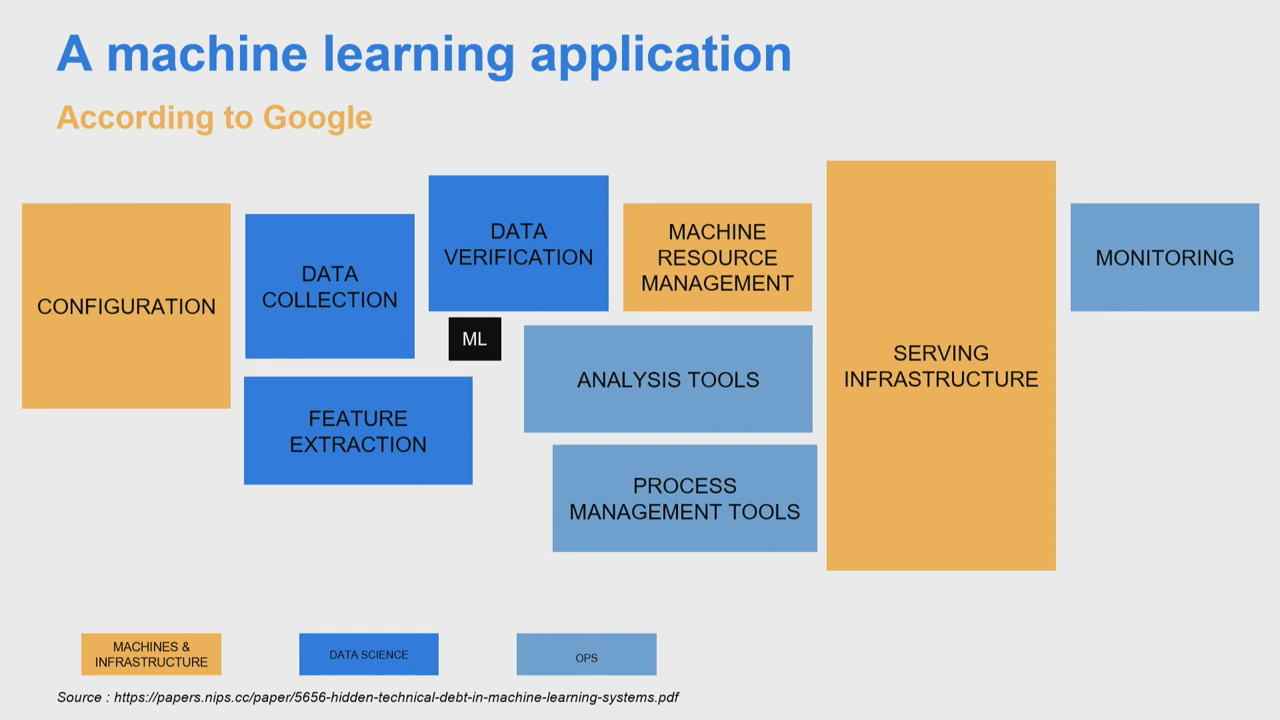 A machine learning application
According to Google
CONFIGURATION
DATA
COLLECTION
FEATURE
EXTRACTION
DATA
VERIFICATION
ML
MACHINE
RESOURCE
MANAGEMENT
ANALYSIS TOOLS
PROCESS
MANAGEMENT TOOLS
SERVING
INFRASTRUCTURE
MONITORING
MACHINES &
INFRASTRUCTURE
DATA SCIENCE
OPS
Source : https://papers.nips.cc/paper/5656-hidden-technical-debt-in-machine-learning-systems.pdf